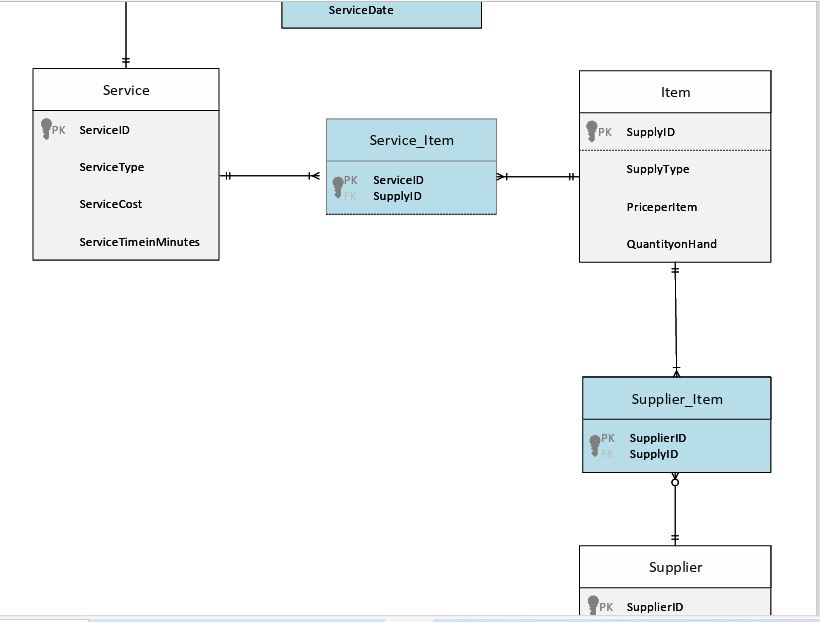 ServiceDate
Service
PK ServiceID
ServiceType
ServiceCost
ServiceTimeinMinutes
Service_Item
PK ServiceID
FK SupplyID
Item
PK SupplyID
SupplyType
PriceperItem
QuantityonHand
Supplier_Item
PK SupplierID
FK SupplyID
Supplier
PK SupplierID